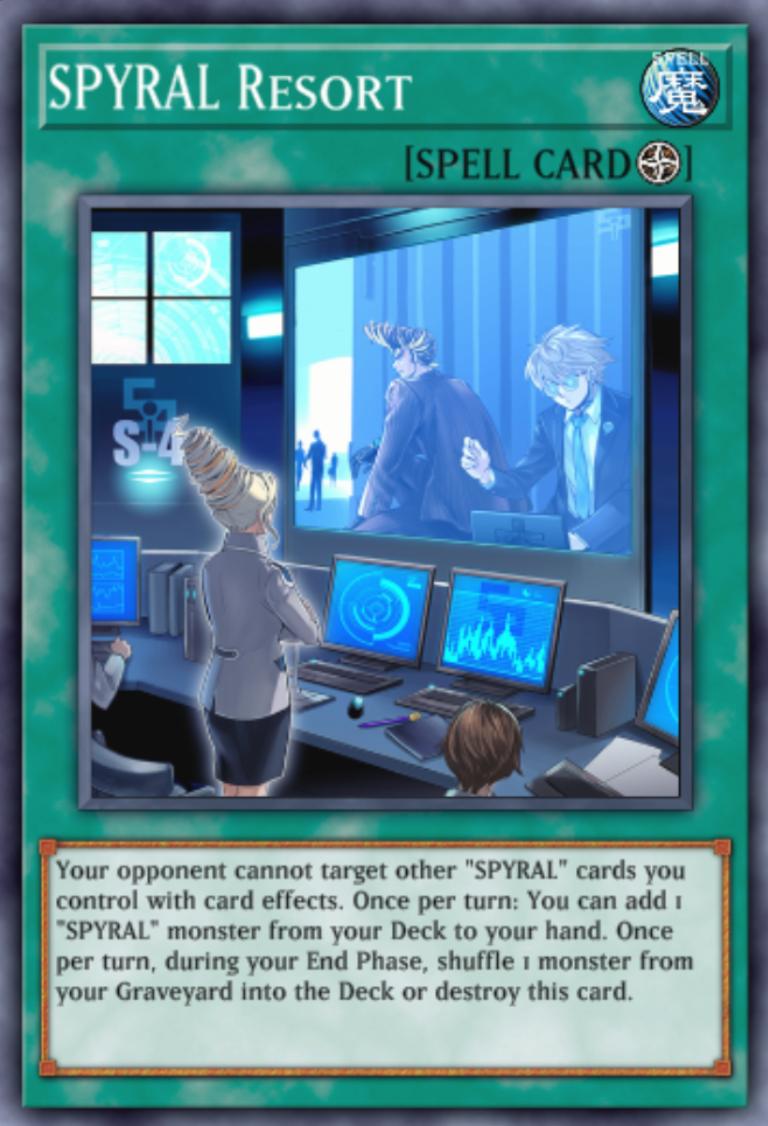 SPYRAL RESORT
SPELL
魔
[SPELL CARD]
S-4
Your opponent cannot target other "SPYRAL" cards you
control with card effects. Once per turn: You can add 1
"SPYRAL" monster from your Deck to your hand. Once
per turn, during your End Phase, shuffle 1 monster from
your Graveyard into the Deck or destroy this card.